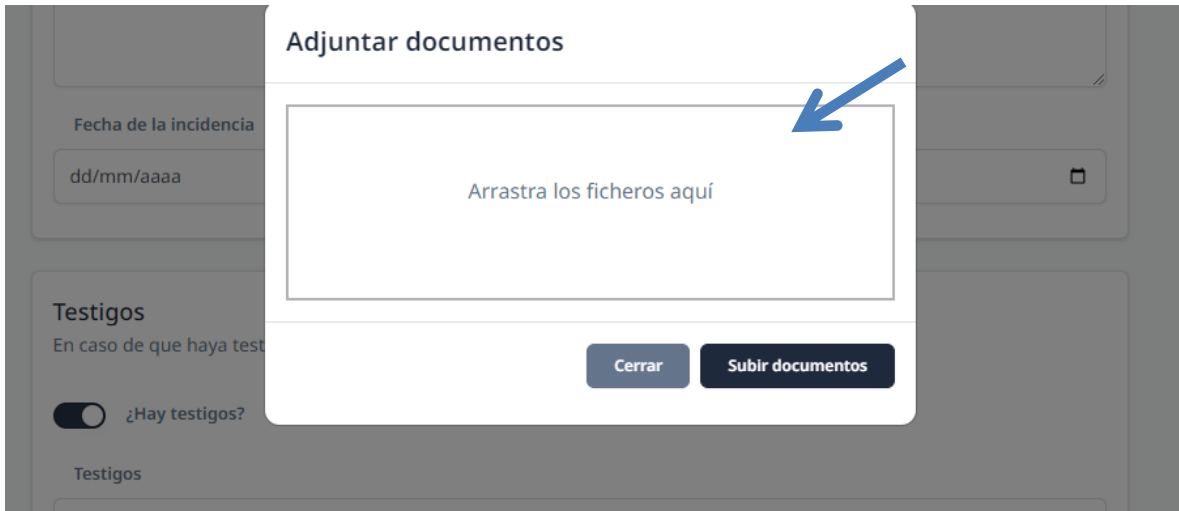 Adjuntar documentos
Fecha de la incidencia
dd/mm/aaaa
Arrastra los ficheros aquí
Testigos
En caso de que haya test
Cerrar
Subir documentos
¿Hay testigos?
Testigos